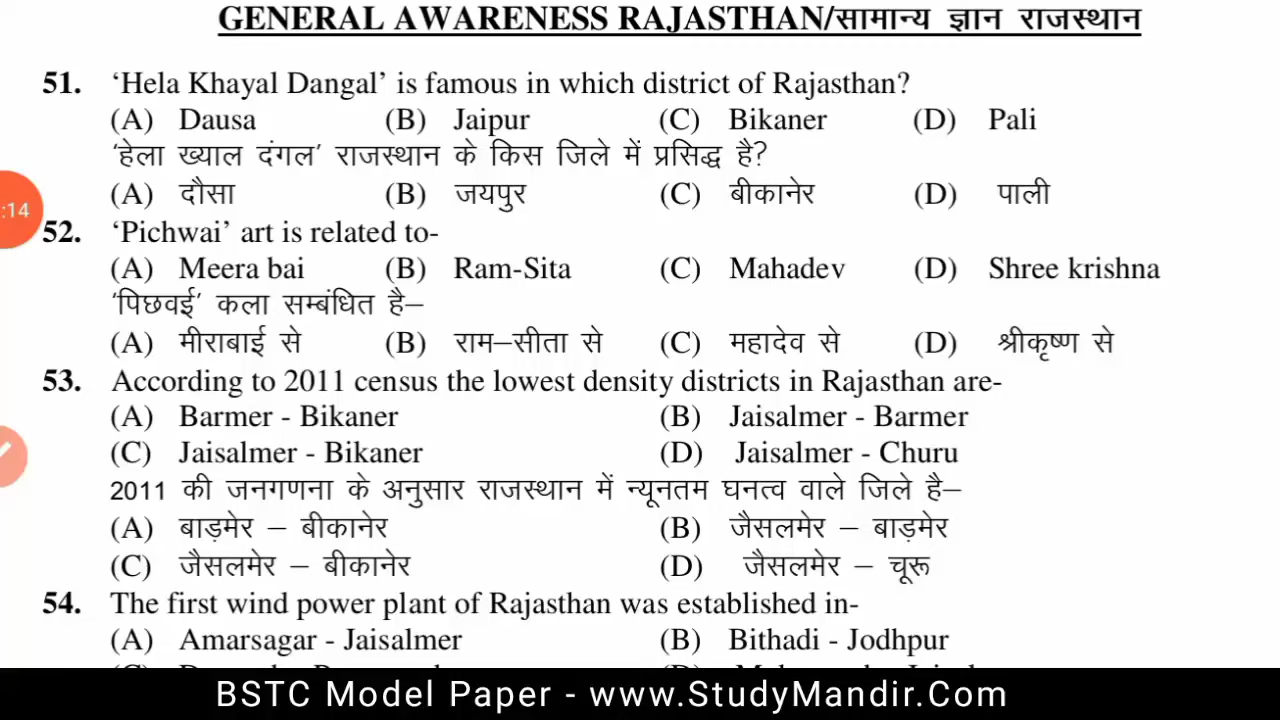 GENERAL AWARENESS RAJASTHAN/सामान्य ज्ञान राजस्थान
51. ‘Hela Khayal Dangal’ is famous in which district of Rajasthan?
(A) Dausa (B) Jaipur (C) Bikaner (D) Pali
‘हेला ख्याल दंगल’ राजस्थान के किस जिले में प्रसिद्ध है?
(A) दौसा (B) जयपुर (C) बीकानेर (D) पाली
:14
52. ‘Pichwai’ art is related to-
(A) Meera bai (B) Ram-Sita (C) Mahadev (D) Shree krishna
‘पिछवई’ कला सम्बंधित है–
(A) मीराबाई से (B) राम–सीता से (C) महादेव से (D) श्रीकृष्ण से
53. According to 2011 census the lowest density districts in Rajasthan are-
(A) Barmer - Bikaner (B) Jaisalmer - Barmer
(C) Jaisalmer - Bikaner (D) Jaisalmer - Churu
2011 की जनगणना के अनुसार राजस्थान में न्यूनतम घनत्व वाले जिले है–
(A) बाड़मेर – बीकानेर (B) जैसलमेर – बाड़मेर
(C) जैसलमेर – बीकानेर (D) जैसलमेर – चूरू
54. The first wind power plant of Rajasthan was established in-
(A) Amarsagar - Jaisalmer (B) Bithadi - Jodhpur
BSTC Model Paper - www.StudyMandir.Com